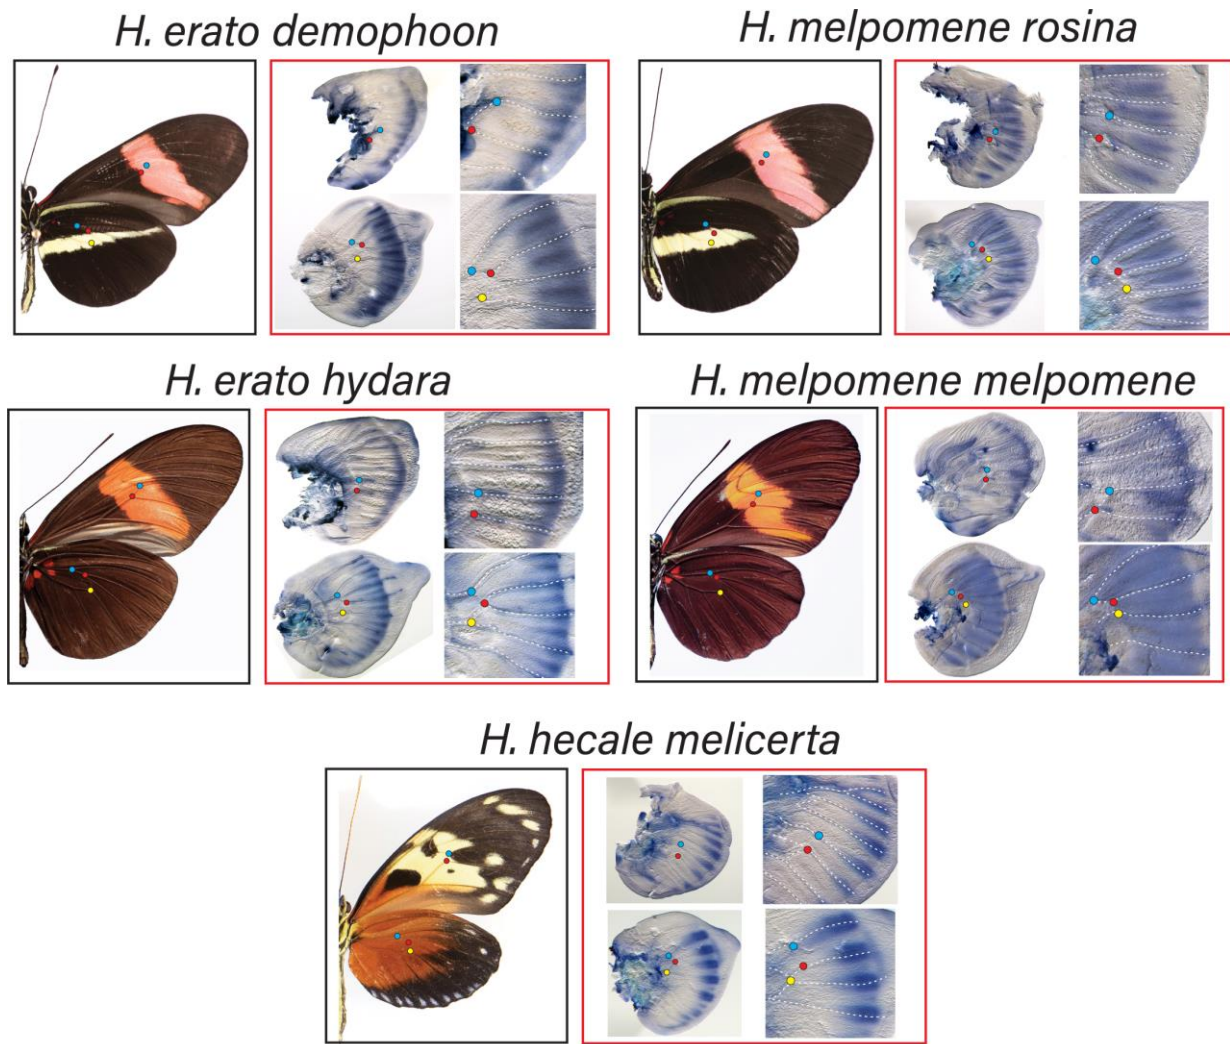 H. erato demophoon
H. melpomene rosina
H. erato hydara
H. melpomene melpomene
H. hecale melicerta